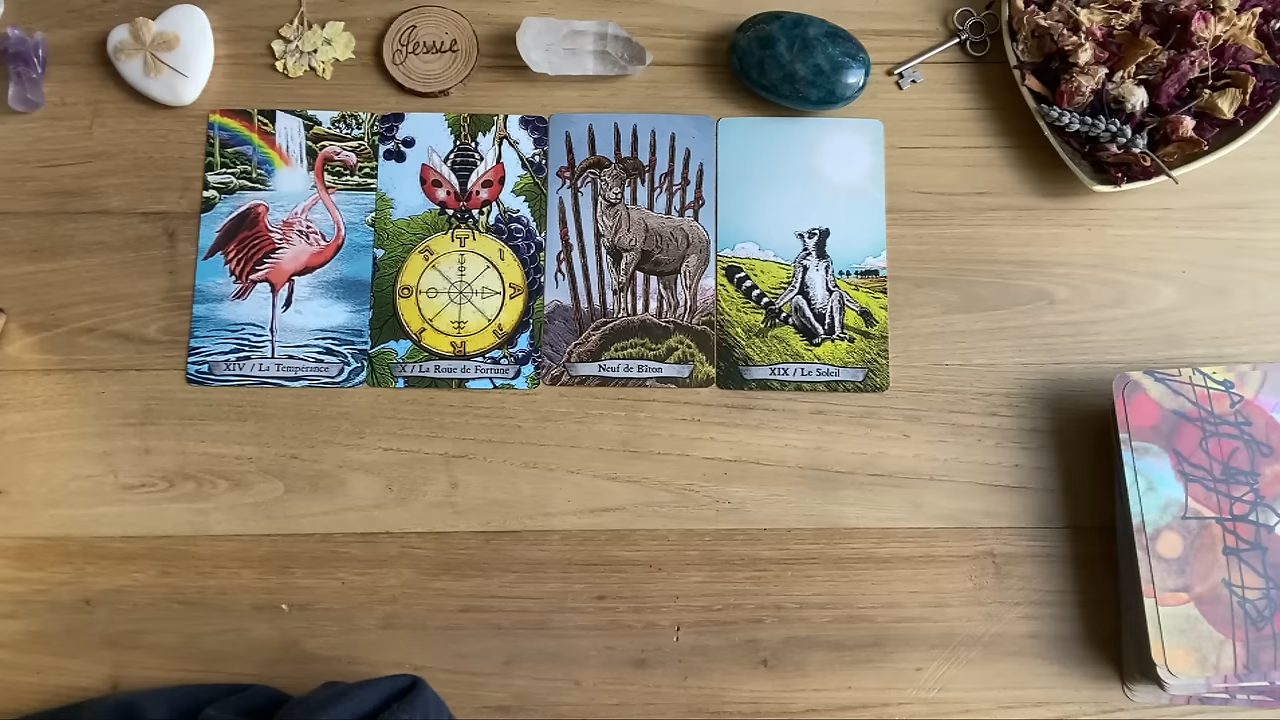 Jessie
XIV / La Tempérance
X / La Roue de Fortune
Neuf de Bâton
XIX / Le Soleil
T
A
R
O